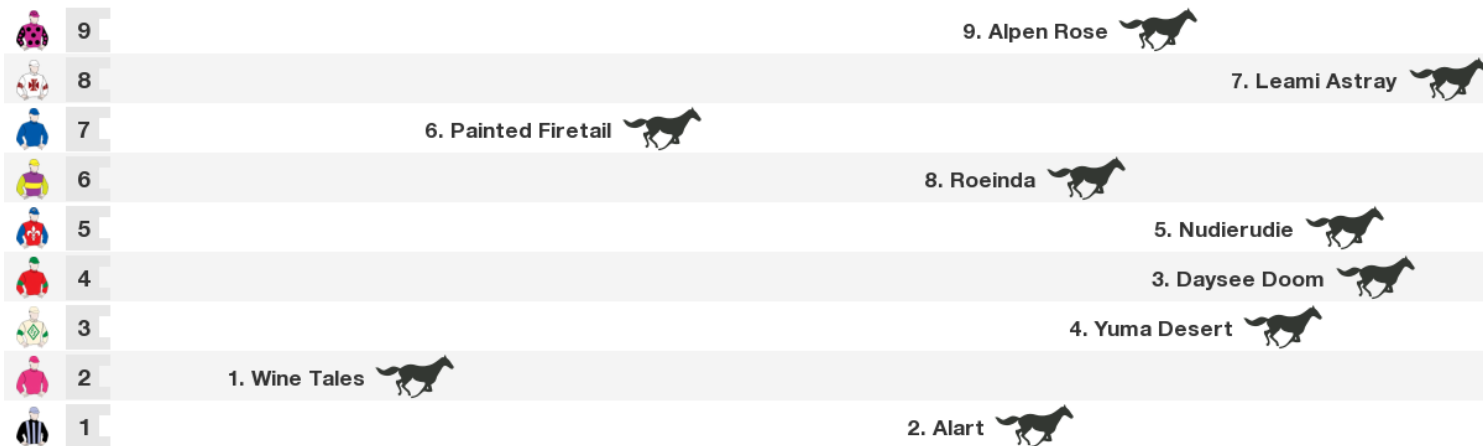 9 9. Alpen Rose
8 7. Leami Astray
7 6. Painted Firetail
6 8. Roeinda
5 5. Nudierudie
4 3. Daysee Doom
3 4. Yuma Desert
2 1. Wine Tales
1 2. Alart